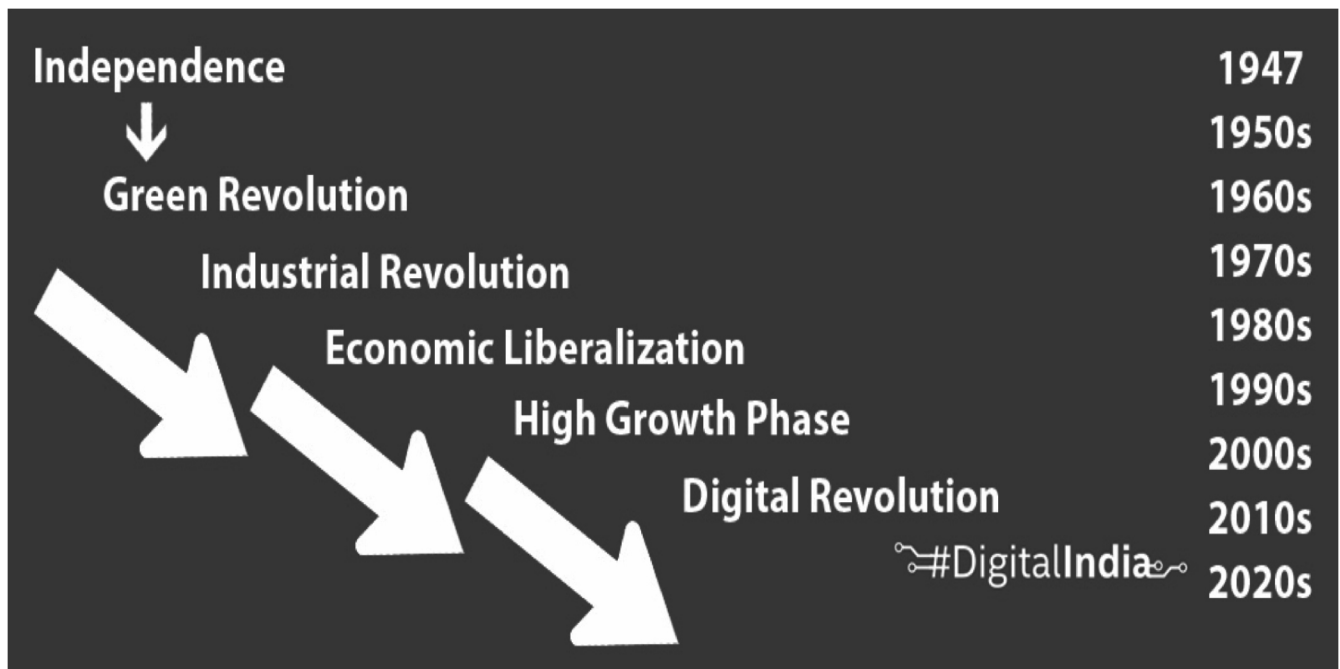 Independence
1947
1950s
Green Revolution
1960s
Industrial Revolution
1970s
Economic Liberalization
1980s
High Growth Phase
1990s
2000s
Digital Revolution
2010s
#DigitalIndia
2020s